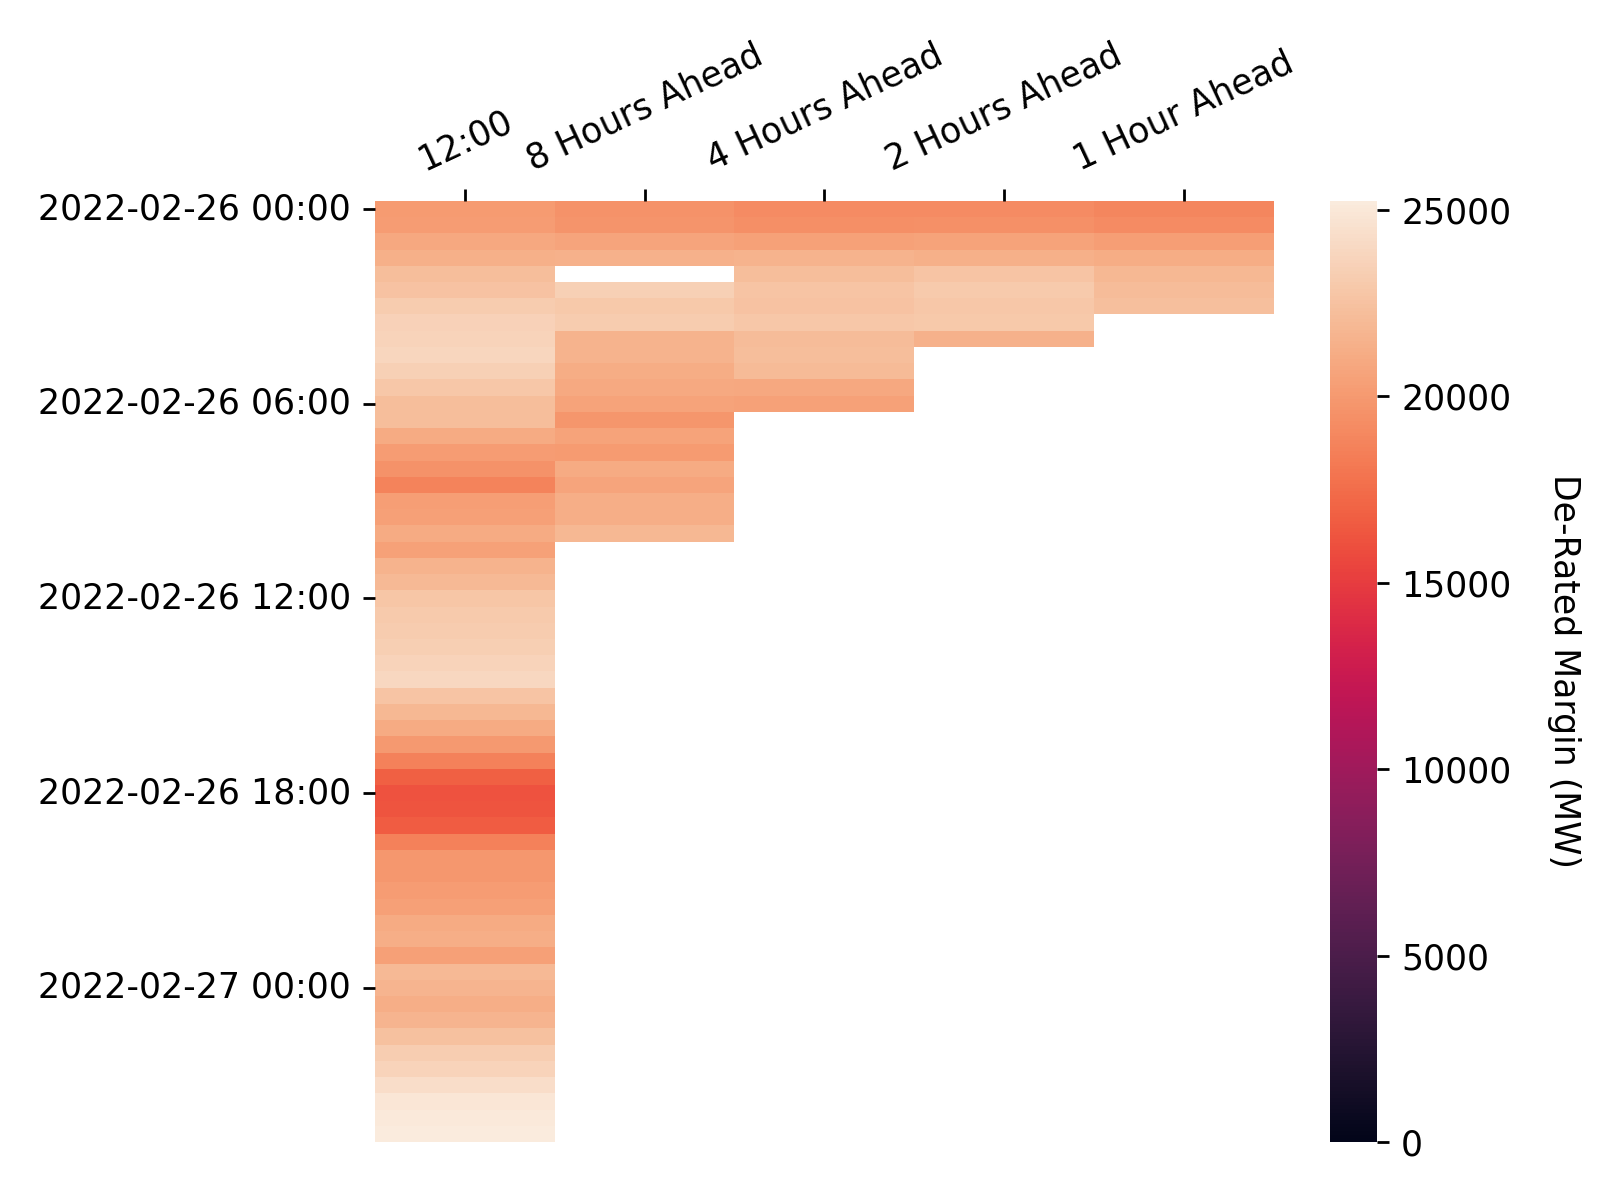 12:00
8 Hours Ahead
4 Hours Ahead
2 Hours Ahead
1 Hour Ahead
2022-02-26 00:00
2022-02-26 06:00
2022-02-26 12:00
2022-02-26 18:00
2022-02-27 00:00
25000
20000
15000
10000
5000
0
De-Rated Margin (MW)